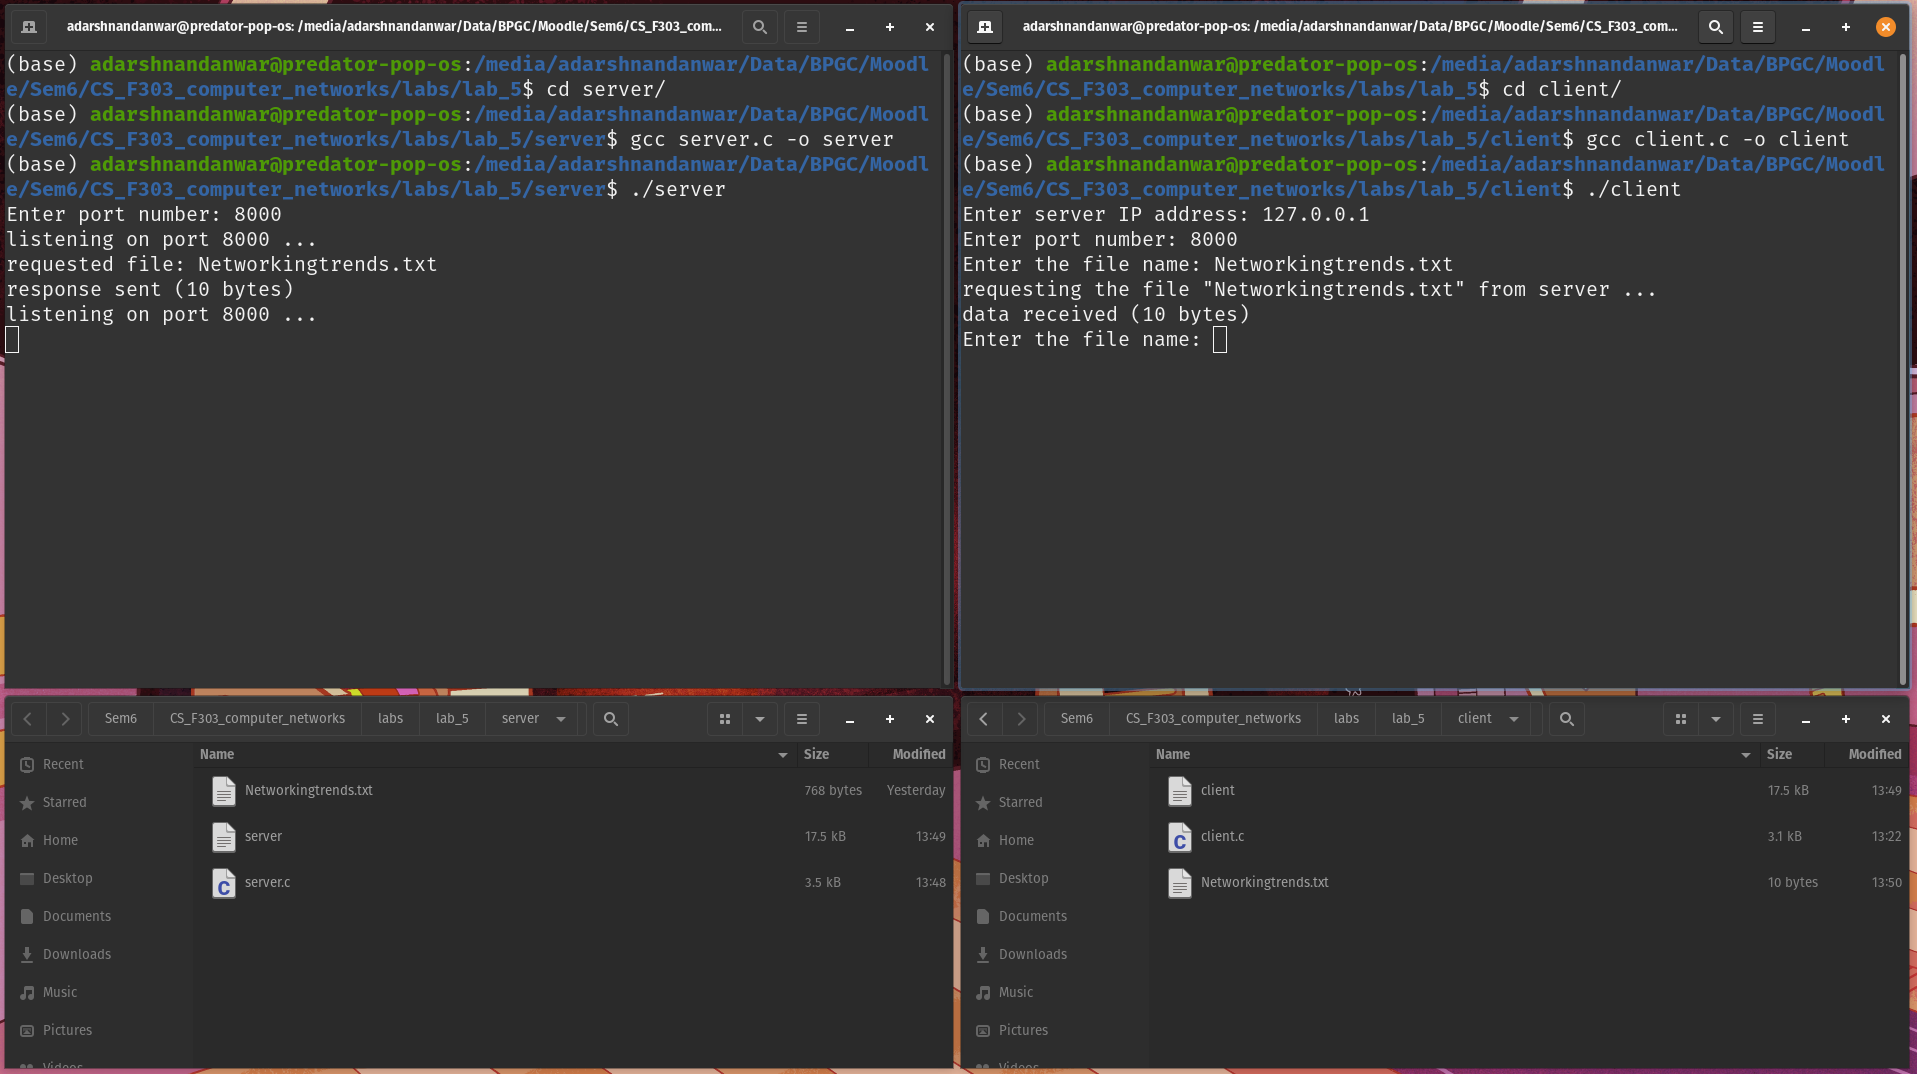 adarshnandanwar@predator-pop-os: /media/adarshnandanwar/Data/BPGC/Moodle/Sem6/CS_F303_com...
(base) adarshnandanwar@predator-pop-os:/media/adarshnandanwar/Data/BPGC/Moodl
e/Sem6/CS_F303_computer_networks/labs/lab_5$ cd server/
(base) adarshnandanwar@predator-pop-os:/media/adarshnandanwar/Data/BPGC/Moodl
e/Sem6/CS_F303_computer_networks/labs/lab_5/server$ gcc server.c -o server
(base) adarshnandanwar@predator-pop-os:/media/adarshnandanwar/Data/BPGC/Moodl
e/Sem6/CS_F303_computer_networks/labs/lab_5/server$ ./server
Enter port number: 8000
listening on port 8000 ...
requested file: Networkingtrends.txt
response sent (10 bytes)
listening on port 8000 ...
adarshnandanwar@predator-pop-os: /media/adarshnandanwar/Data/BPGC/Moodle/Sem6/CS_F303_com...
(base) adarshnandanwar@predator-pop-os:/media/adarshnandanwar/Data/BPGC/Moodl
e/Sem6/CS_F303_computer_networks/labs/lab_5$ cd client/
(base) adarshnandanwar@predator-pop-os:/media/adarshnandanwar/Data/BPGC/Moodl
e/Sem6/CS_F303_computer_networks/labs/lab_5/client$ gcc client.c -o client
(base) adarshnandanwar@predator-pop-os:/media/adarshnandanwar/Data/BPGC/Moodl
e/Sem6/CS_F303_computer_networks/labs/lab_5/client$ ./client
Enter server IP address: 127.0.0.1
Enter port number: 8000
Enter the file name: Networkingtrends.txt
requesting the file "Networkingtrends.txt" from server ...
data received (10 bytes)
Enter the file name:
Sem6 CS_F303_computer_networks labs lab_5 server
Name Size Modified
Recent
Starred
Home
Desktop
Documents
Downloads
Music
Pictures
Videos
Networkingtrends.txt 768 bytes Yesterday
server 17.5 kB 13:49
server.c 3.5 kB 13:48
Sem6 CS_F303_computer_networks labs lab_5 client
Name Size Modified
Recent
Starred
Home
Desktop
Documents
Downloads
Music
Pictures
Videos
client 17.5 kB 13:49
client.c 3.1 kB 13:22
Networkingtrends.txt 10 bytes 13:50